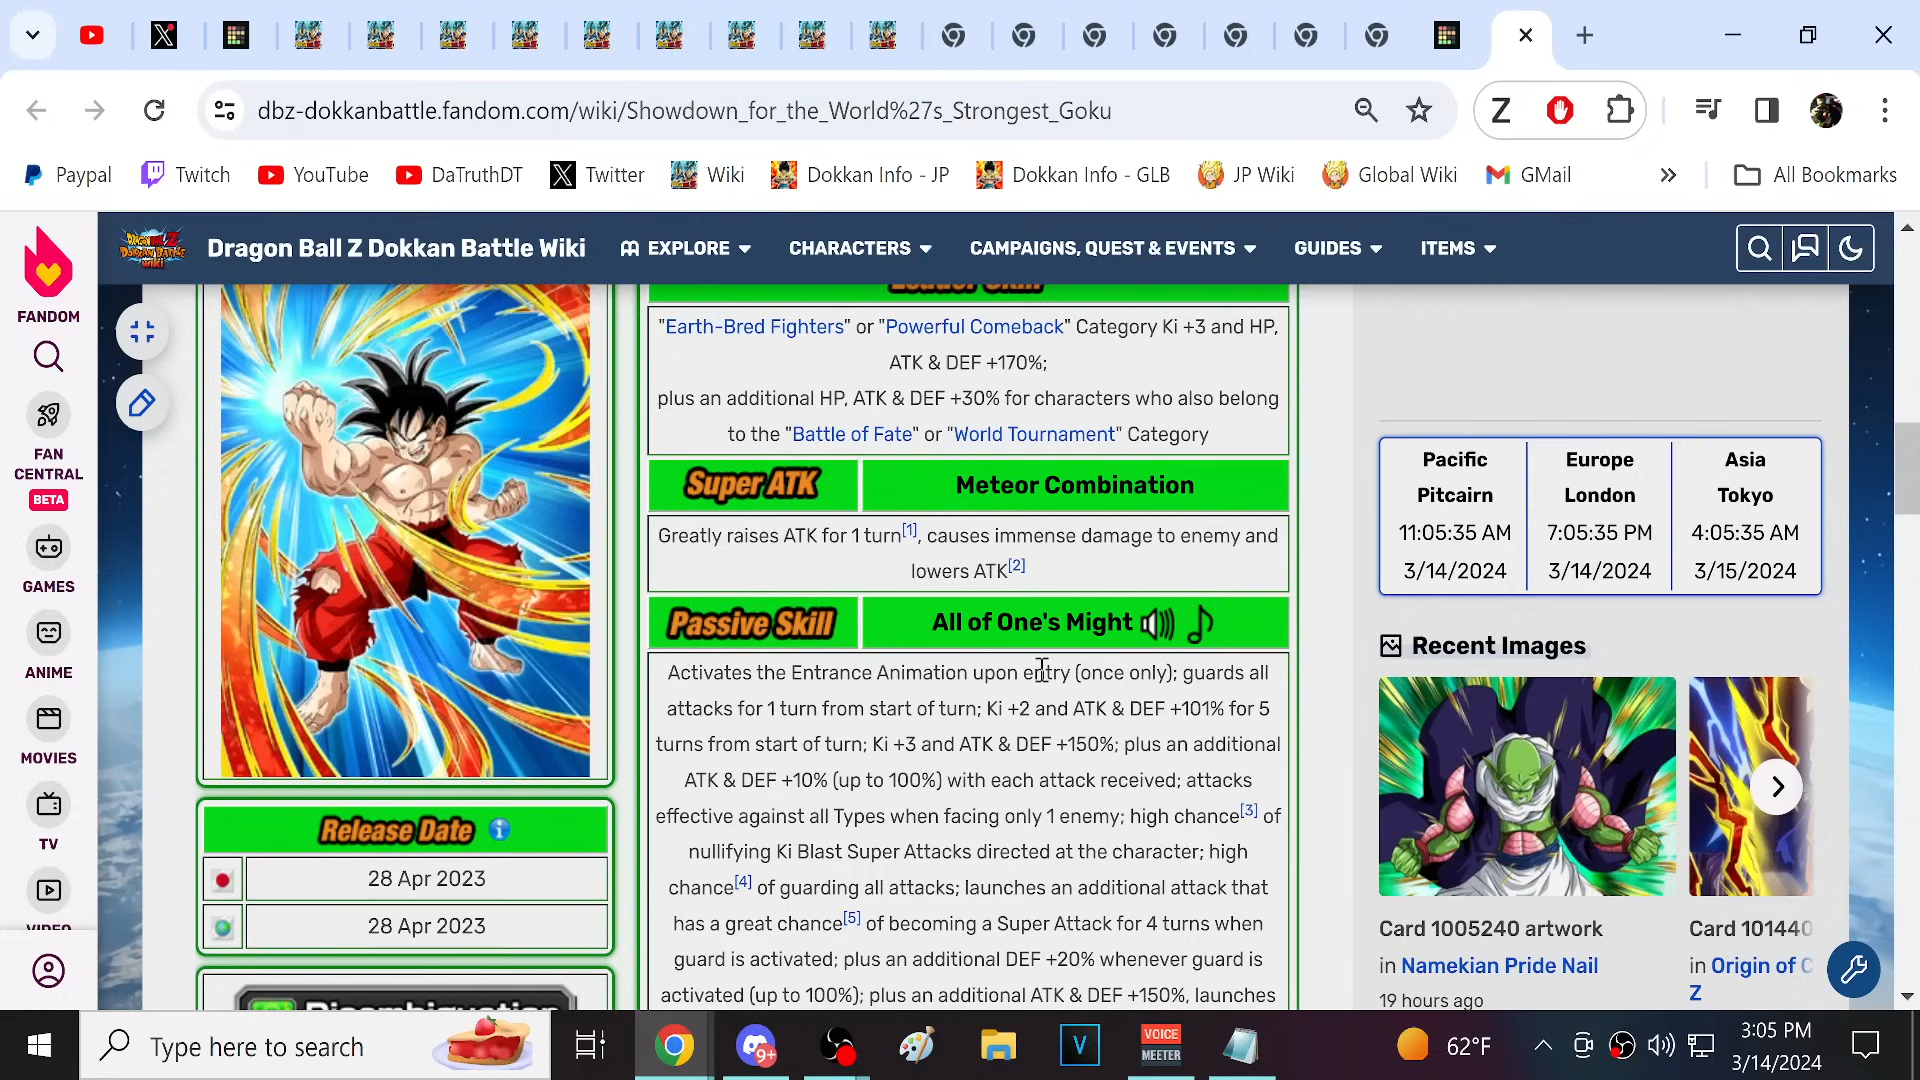 dbz-dokkanbattle.fandom.com/wiki/Showdown_for_the_World%27s_Strongest_Goku
Paypal
Twitch
YouTube
DaTruthDT
Twitter
Wiki
Dokkan Info - JP
Dokkan Info - GLB
JP Wiki
Global Wiki
GMail
All Bookmarks
Dragon Ball Z Dokkan Battle Wiki
EXPLORE
CHARACTERS
CAMPAIGNS, QUEST & EVENTS
GUIDES
ITEMS
FANDOM
FAN
CENTRAL
BETA
GAMES
ANIME
MOVIES
TV
VIDEO
Release Date
28 Apr 2023
28 Apr 2023
Disambiguation
Leader Skill
"Earth-Bred Fighters" or "Powerful Comeback" Category Ki +3 and HP,
ATK & DEF +170%;
plus an additional HP, ATK & DEF +30% for characters who also belong
to the "Battle of Fate" or "World Tournament" Category
Super ATK
Meteor Combination
Greatly raises ATK for 1 turn[1], causes immense damage to enemy and
lowers ATK[2]
Passive Skill
All of One's Might
Activates the Entrance Animation upon entry (once only); guards all
attacks for 1 turn from start of turn; Ki +2 and ATK & DEF +101% for 5
turns from start of turn; Ki +3 and ATK & DEF +150%; plus an additional
ATK & DEF +10% (up to 100%) with each attack received; attacks
effective against all Types when facing only 1 enemy; high chance[3] of
nullifying Ki Blast Super Attacks directed at the character; high
chance[4] of guarding all attacks; launches an additional attack that
has a great chance[5] of becoming a Super Attack for 4 turns when
guard is activated; plus an additional DEF +20% whenever guard is
activated (up to 100%); plus an additional ATK & DEF +150%, launches
Pacific
Pitcairn
11:05:35 AM
3/14/2024
Europe
London
7:05:35 PM
3/14/2024
Asia
Tokyo
4:05:35 AM
3/15/2024
Recent Images
Card 1005240 artwork
in Namekian Pride Nail
19 hours ago
Card 101440
in Origin of
Z
Type here to search
9+
V
VOICE
MEETER
62°F
3:05 PM
3/14/2024